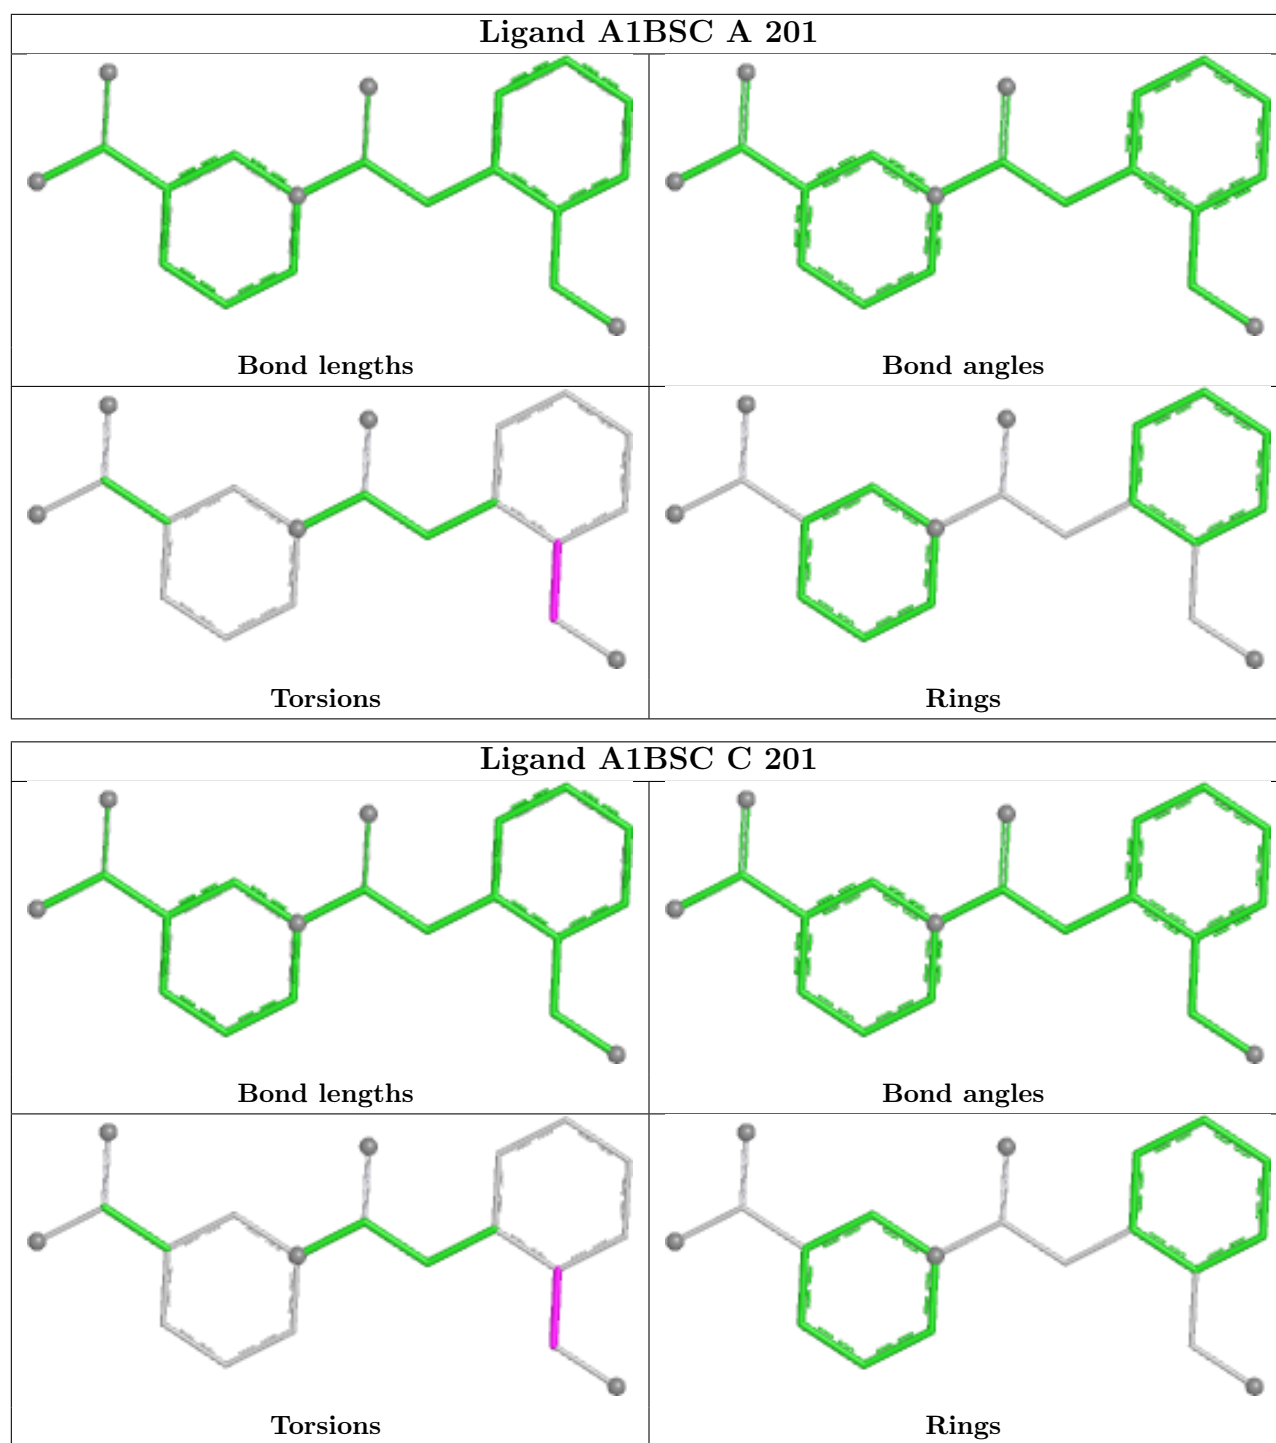 Ligand A1BSC A 201
Bond lengths
Bond angles
Torsions
Rings
Ligand A1BSC C 201
Bond lengths
Bond angles
Torsions
Rings